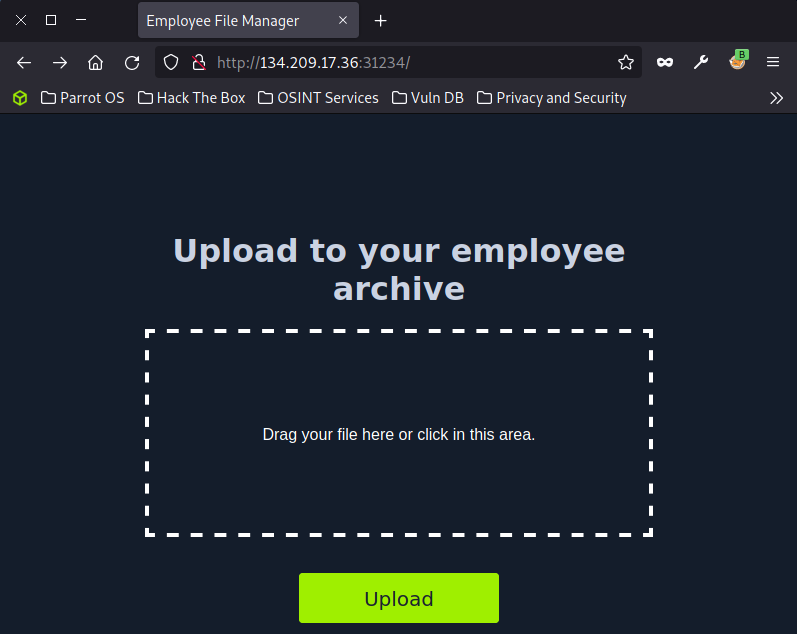 Employee File Manager
http://134.209.17.36:31234/
B
Parrot OS Hack The Box OSINT Services Vuln DB Privacy and Security
Upload to your employee
archive
Drag your file here or click in this area.
Upload